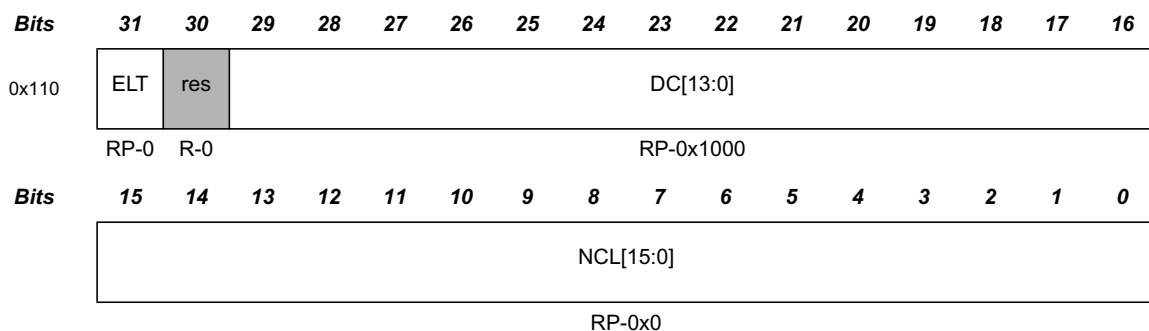 Bits 31 30 29 28 27 26 25 24 23 22 21 20 19 18 17 16
0x110 ELT res DC[13:0]
RP-0 R-0 RP-0x1000
Bits 15 14 13 12 11 10 9 8 7 6 5 4 3 2 1 0
NCL[15:0]
RP-0x0